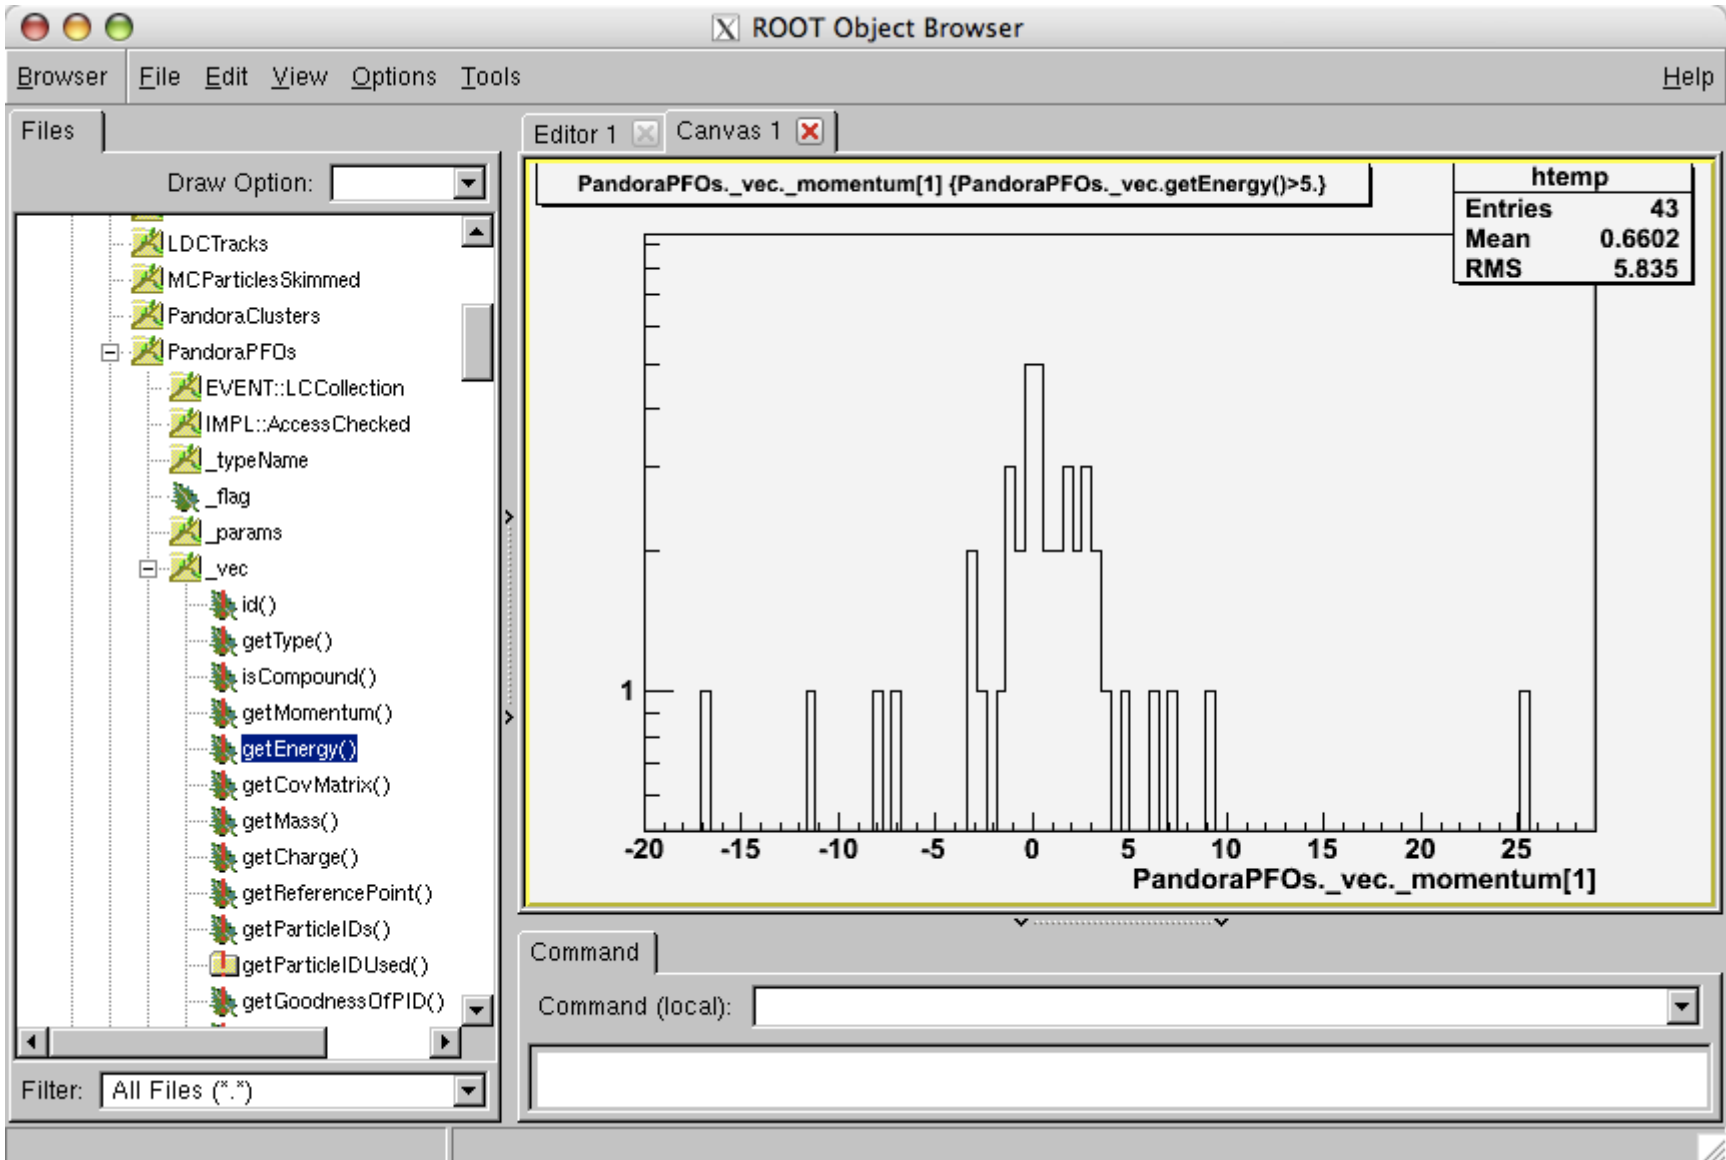 ROOT Object Browser
Browser File Edit View Options Tools Help
Files
Draw Option:
LDCTracks
MCParticlesSkimmed
PandoraClusters
PandoraPFOs
EVENT::LCCollection
IMPL::AccessChecked
_typeName
_flag
_params
_vec
id()
getType()
isCompound()
getMomentum()
getEnergy()
getCovMatrix()
getMass()
getCharge()
getReferencePoint()
getParticleIDs()
getParticleIDUsed()
getGoodnessOfPID()
Filter: All Files (*.*)
Editor 1 Canvas 1
PandoraPFOs._vec._momentum[1] {PandoraPFOs._vec.getEnergy()>5.}
htemp
Entries 43
Mean 0.6602
RMS 5.835
1
-20 -15 -10 -5 0 5 10 15 20 25
PandoraPFOs._vec._momentum[1]
Command
Command (local):